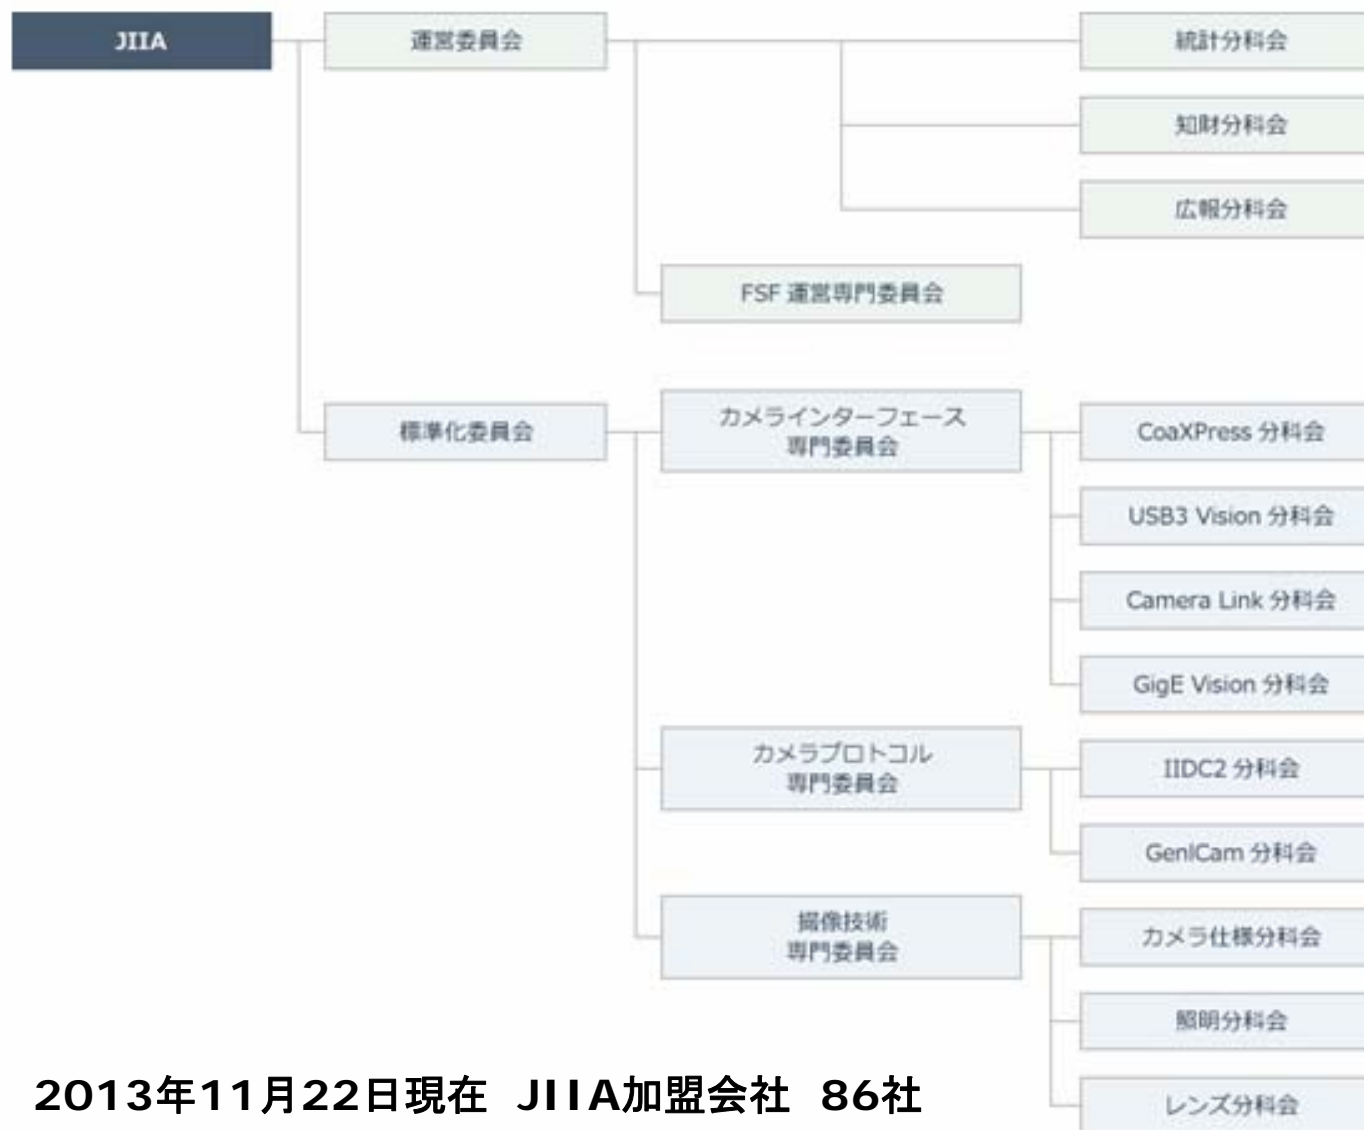 JIIA
運営委員会
統計分科会
知財分科会
広報分科会
FSF 運営専門委員会
標準化委員会
カメラインターフェース
専門委員会
CoaXPress 分科会
USB3 Vision 分科会
Camera Link 分科会
GigE Vision 分科会
カメラプロトコル
専門委員会
IIDC2 分科会
GenICam 分科会
撮像技術
専門委員会
カメラ仕様分科会
照明分科会
レンズ分科会
2013年11月22日現在 JIIA加盟会社 86社